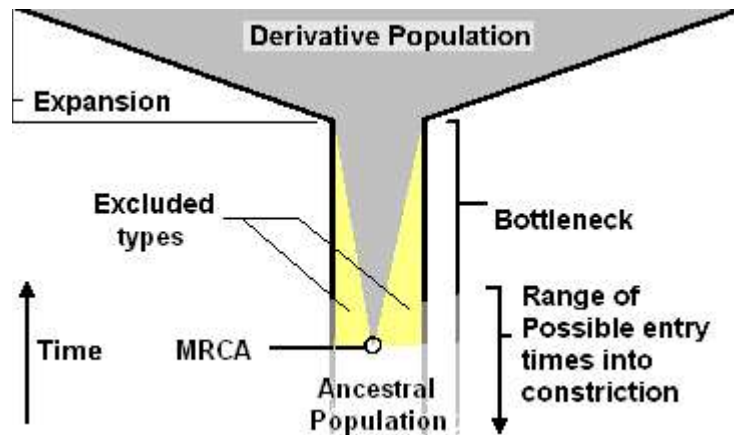 Derivative Population
Expansion
Excluded
types
Bottleneck
Range of
Possible entry
times into
constriction
Time
MRCA
Ancestral
Population